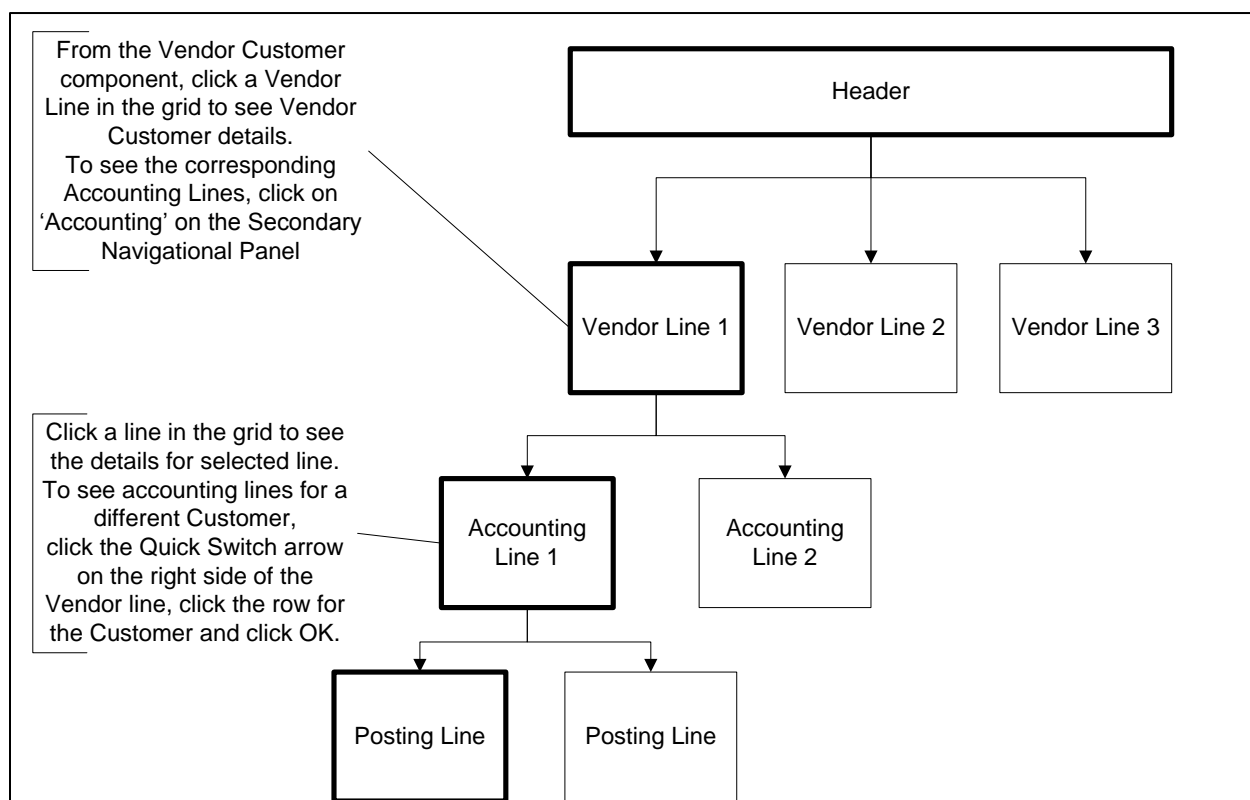 From the Vendor Customer
component, click a Vendor
Line in the grid to see Vendor
Customer details.
To see the corresponding
Accounting Lines, click on
‘Accounting’ on the Secondary
Navigational Panel
Header
Vendor Line 1
Vendor Line 2
Vendor Line 3
Click a line in the grid to see
the details for selected line.
To see accounting lines for a
different Customer,
click the Quick Switch arrow
on the right side of the
Vendor line, click the row for
the Customer and click OK.
Accounting
Line 1
Accounting
Line 2
Posting Line
Posting Line